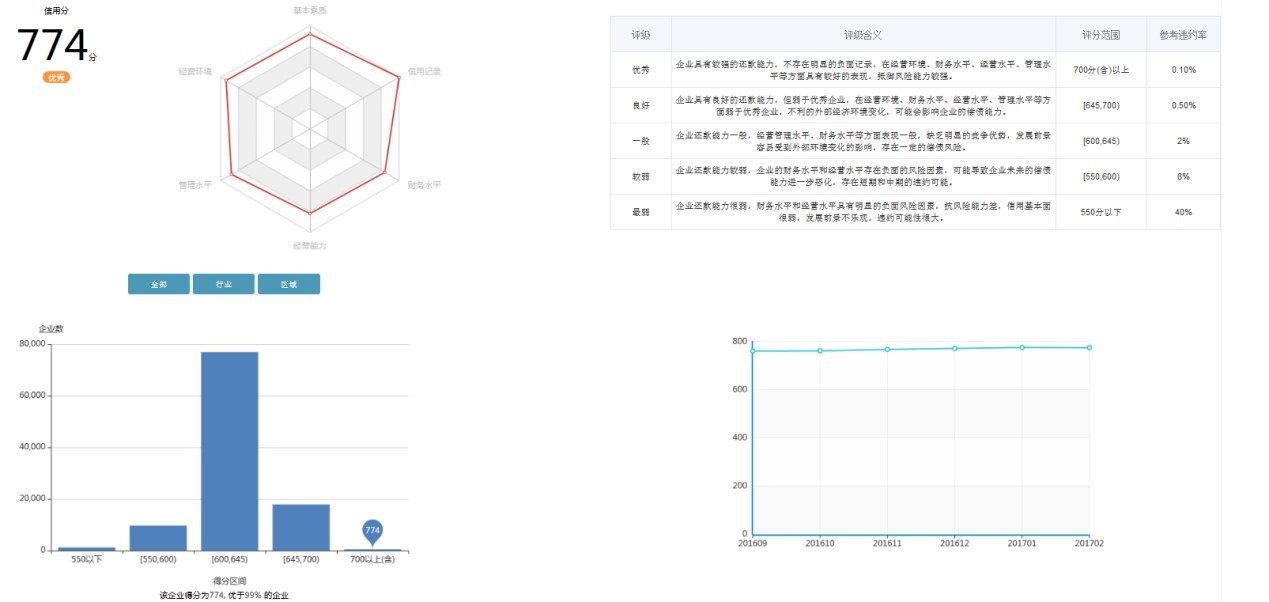 信用分
774分
优秀
基本素质
信用记录
财务水平
经营能力
管理水平
经营环境
评级 评级含义 评分范围 参考违约率
优秀 企业具有较强的还款能力，不存在明显的负面记录，在经营环境、财务水平、经营水平、管理水 700分(含)以上 0.10%
平等方面具有较好的表现，抵御风险能力较强。
良好 企业具有良好的还款能力，但弱于优秀企业，在经营环境、财务水平、经营水平、管理水平等方 [645,700) 0.50%
面弱于优秀企业，不利的外部经济环境变化，可能会影响企业的偿债能力。
一般 企业还款能力一般，经营管理水平、财务水平等方面表现一般，缺乏明显的竞争优势，发展前景 [600,645) 2%
容易受到外部环境变化的影响，存在一定的偿债风险。
较弱 企业还款能力较弱，企业的财务水平和经营水平存在负面的风险因素，可能导致企业未来的偿债 [550,600) 8%
能力进一步恶化，存在短期和中期的违约可能。
最弱 企业还款能力很弱，财务水平和经营水平具有明显的负面风险因素，抗风险能力差，信用基本面 550分以下 40%
很弱，发展前景不乐观，违约可能性很大。
全部 行业 区域
企业数
80,000
60,000
40,000
20,000
0
774
550以下 [550,600) [600,645) [645,700) 700以上(含)
得分区间
该企业得分为774, 优于99% 的企业
800
600
400
200
0
201609 201610 201611 201612 201701 201702